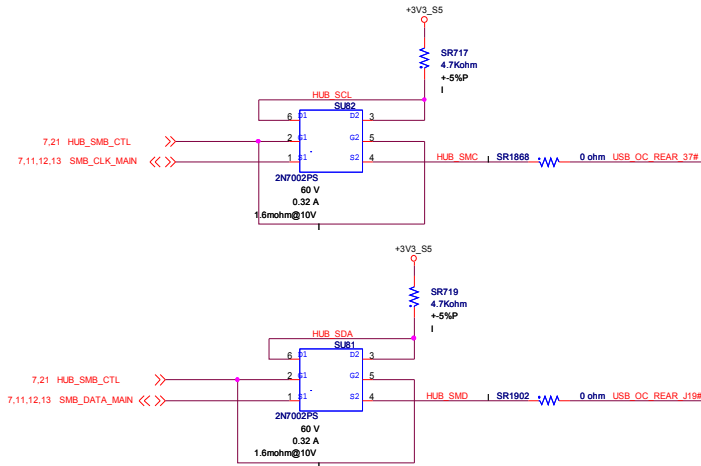 +3V3_S5
SR717
4.7Kohm
+-5%P
I
HUB_SCL
SU82
6 D1 D2 3
7,21 HUB_SMB_CTL 2 G1 G2 5
7,11,12,13 SMB_CLK_MAIN 1 S1 S2 4 HUB_SMC I SR1868 0 ohm USB_OC_REAR_37#
2N7002PS
60 V
0.32 A
1.6mohm@10V
I
+3V3_S5
SR719
4.7Kohm
+-5%P
I
HUB_SDA
SU81
6 D1 D2 3
7,21 HUB_SMB_CTL 2 G1 G2 5
7,11,12,13 SMB_DATA_MAIN 1 S1 S2 4 HUB_SMD I SR1902 0 ohm USB_OC_REAR_J19#
2N7002PS
60 V
0.32 A
1.6mohm@10V
I